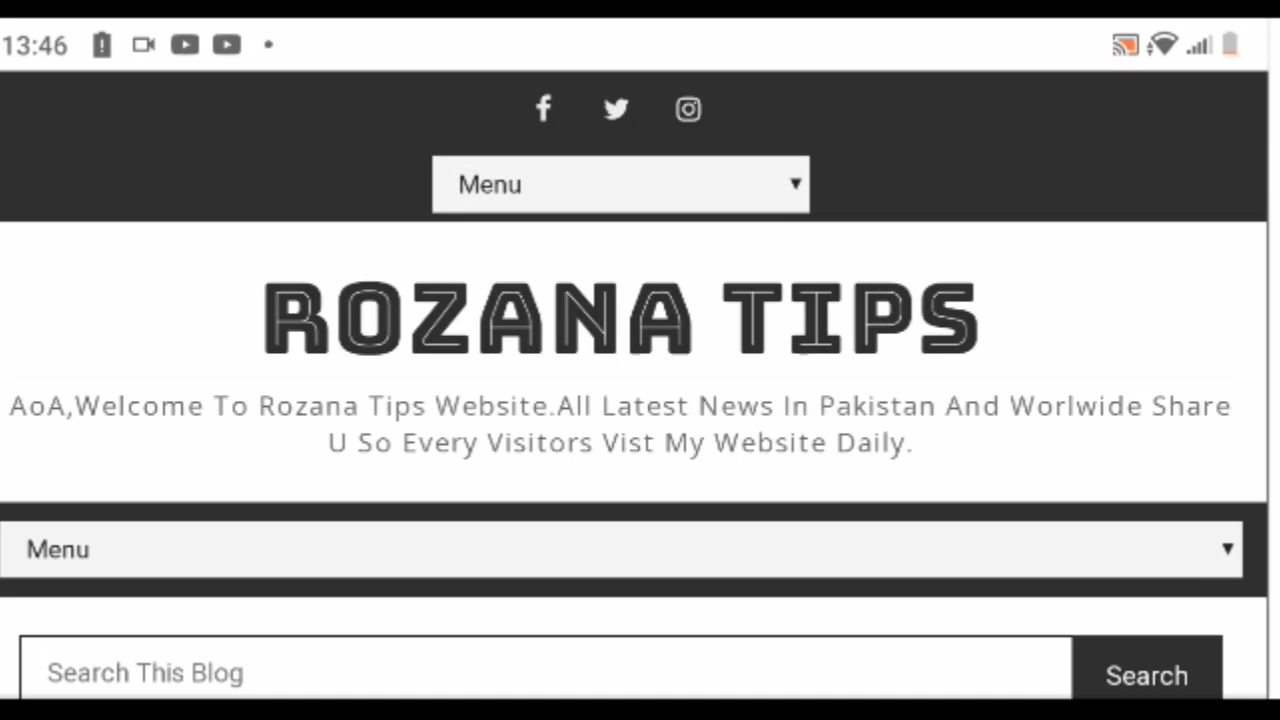 13:46
Menu
ROZANA TIPS
AoA,Welcome To Rozana Tips Website.All Latest News In Pakistan And Worlwide Share
U So Every Visitors Vist My Website Daily.
Menu
Search This Blog
Search